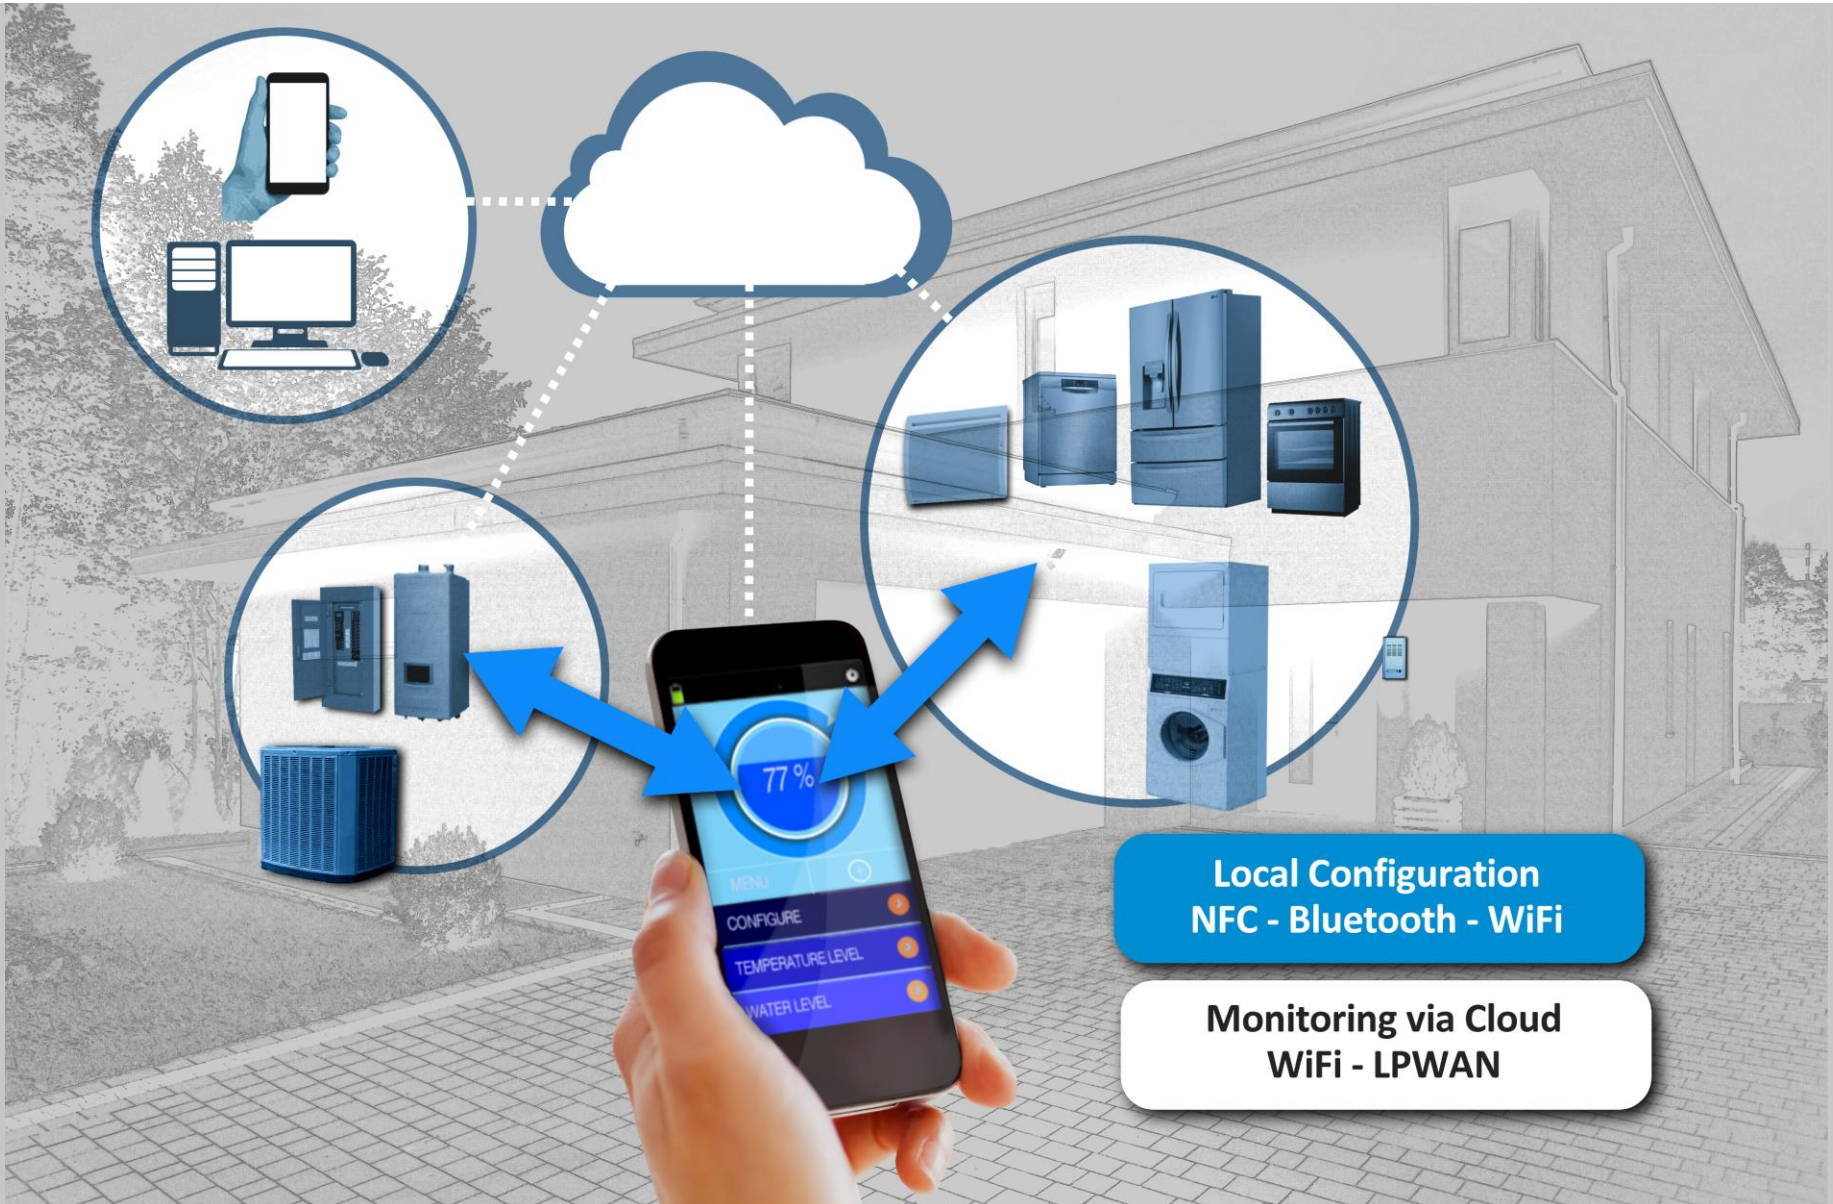 77 %
MENU
CONFIGURE
TEMPERATURE LEVEL
WATER LEVEL
Local Configuration
NFC - Bluetooth - WiFi
Monitoring via Cloud
WiFi - LPWAN